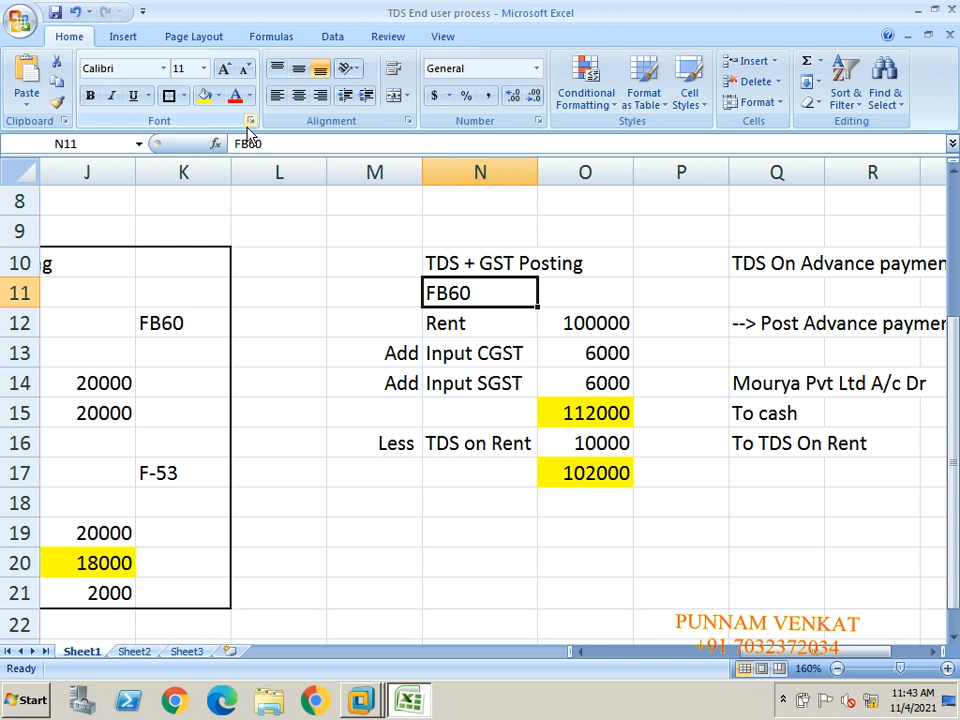 TDS End user process - Microsoft Excel
Home Insert Page Layout Formulas Data Review View
Paste
Calibri 11
General
Conditional Formatting
Format as Table
Cell Styles
Insert
Delete
Format
Sort & Filter
Find & Select
Clipboard Font Alignment Number Styles Cells Editing
N11 fx FB60
J K L M N O P Q R
8
9
10 g TDS + GST Posting TDS On Advance paymen
11 FB60
12 FB60 Rent 100000 --> Post Advance paymer
13 Add Input CGST 6000
14 20000 Add Input SGST 6000 Mourya Pvt Ltd A/c Dr
15 20000 112000 To cash
16 Less TDS on Rent 10000 To TDS On Rent
17 F-53 102000
18
19 20000
20 18000
21 2000
22
PUNNAM VENKAT
+91 7032372034
Sheet1 Sheet2 Sheet3
Ready 160%
Start
11:43 AM
11/4/2021